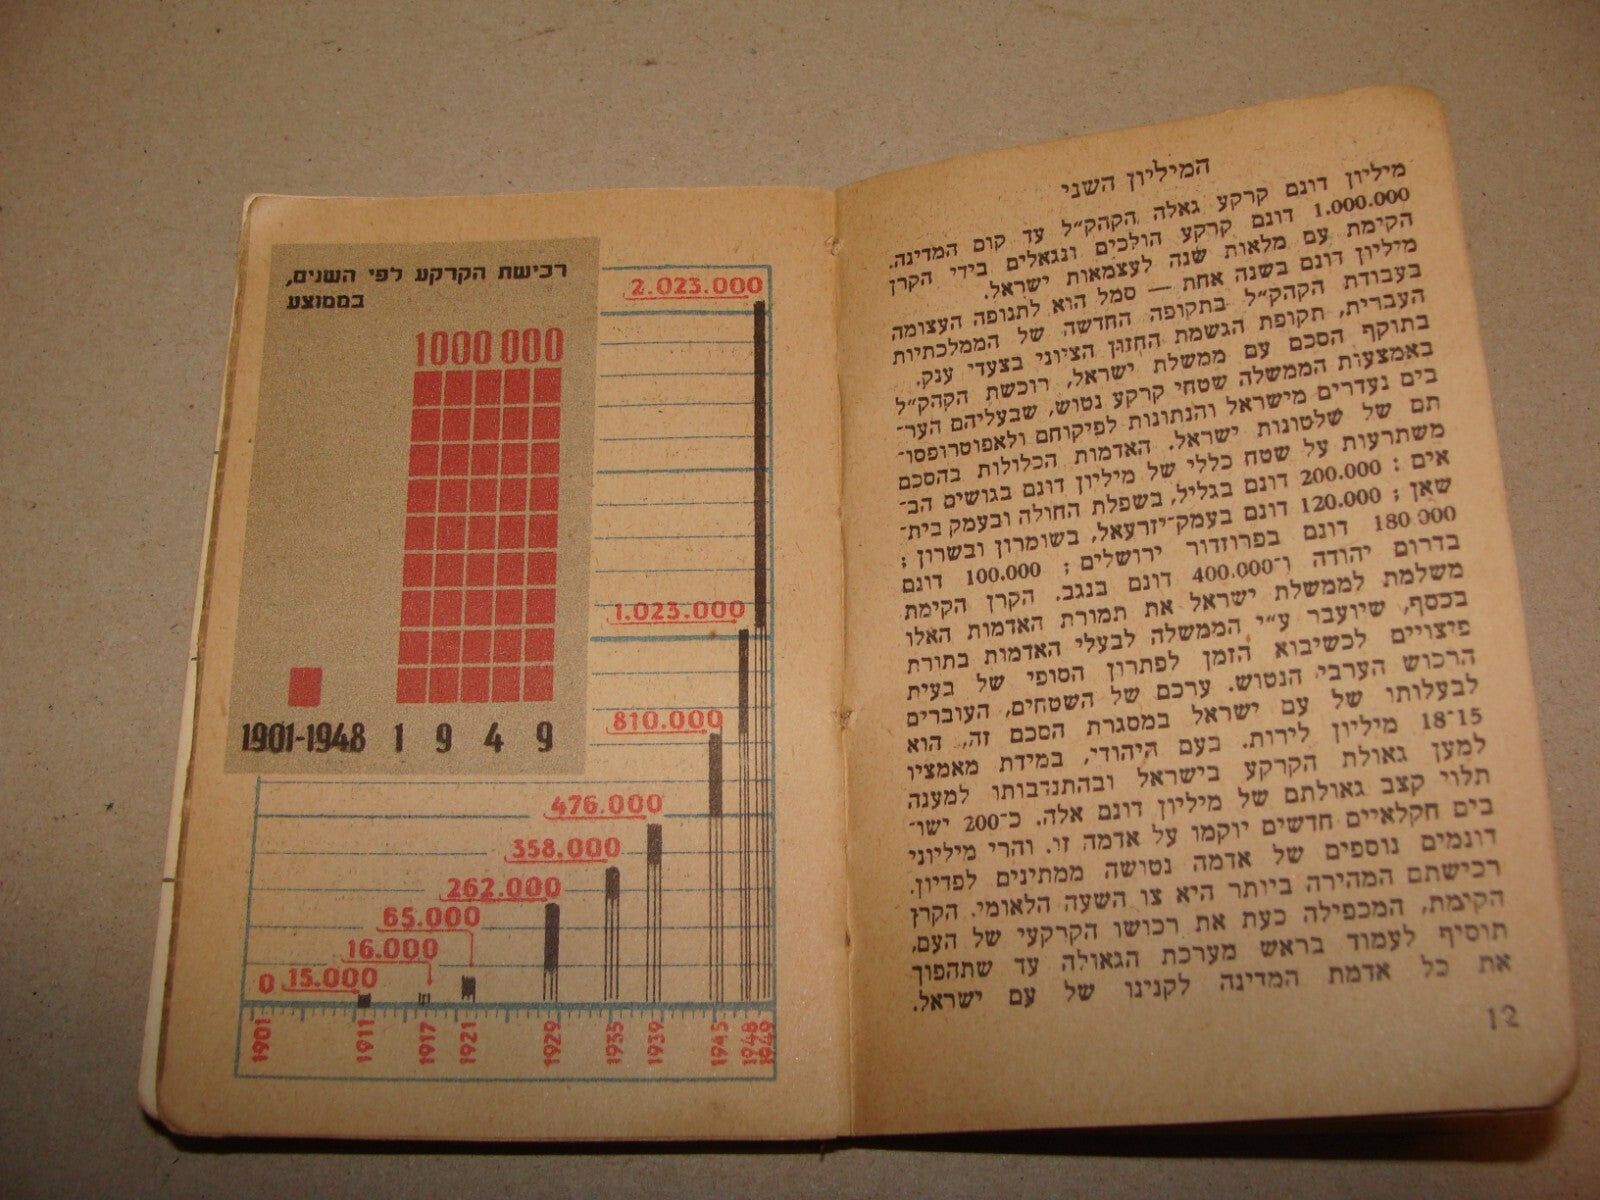 המיליון השני
מיליון דונם קרקע גאלה הקהק״ל עד קום המדינה.
1.000.000 דונם קרקע הולכים ונגאלים בידי הקרן
הקימת עם מלאות שנה לעצמאות ישראל.
מיליון דונם בשנה אחת — סמל הוא לתנופה העצומה
בעבודת הקהק״ל בתקופה החדשה של הממלכתיות
העברית, תקופת הגשמת החזון הציוני בצעדי ענק.
בתוקף הסכם עם ממשלת ישראל, רוכשת הקהק״ל
באמצעות הממשלה שטחי קרקע נטוש, שבעליהם הער־
בים נעדרים מישראל והנתונות לפיקוחם ולאפוטרופסו־
תם של שלטונות ישראל. האדמות הכלולות בהסכם
משתרעות על שטח כללי של מיליון דונם בגושים הב־
אים : 200.000 דונם בגליל, בשפלת החולה ובעמק בית־
שאן ; 120.000 דונם בעמק־יזרעאל, בשומרון ובשרון ;
180.000 דונם בפרוזדור ירושלים ; 100.000 דונם
בדרום יהודה ו־400.000 דונם בנגב. הקרן הקימת
משלמת לממשלת ישראל את תמורת האדמות האלו
בכסף, שיועבר ע״י הממשלה לבעלי האדמות בתורת
פיצויים לכשיבוא הזמן לפתרון הסופי של בעית
הרכוש הערבי הנטוש. ערכם של השטחים, העוברים
לבעלותו של עם ישראל במסגרת הסכם זה, הוא
15־18 מיליון לירות. בעם היהודי, במידת מאמציו
למען גאולת הקרקע בישראל ובהתנדבותו למענה
תלוי קצב גאולתם של מיליון דונם אלה. כ־200 ישו־
בים חקלאיים חדשים יוקמו על אדמה זו. והרי מיליוני
דונמים נוספים של אדמה נטושה ממתינים לפדיון.
רכישתם המהירה ביותר היא צו השעה הלאומי. הקרן
הקימת, המכפילה כעת את רכושו הקרקעי של העם,
תוסיף לעמוד בראש מערכת הגאולה עד שתהפוך
את כל אדמת המדינה לקנינו של עם ישראל.
12
רכישת הקרקע לפי השנים,
בממוצע
1000 000
1901-1948 1 9 4 9
2.023.000
1.023.000
810.000
476.000
358.000
262.000
65.000
16.000
15.000
0
1901 1911 1917 1921 1929 1935 1939 1945 1948 1949